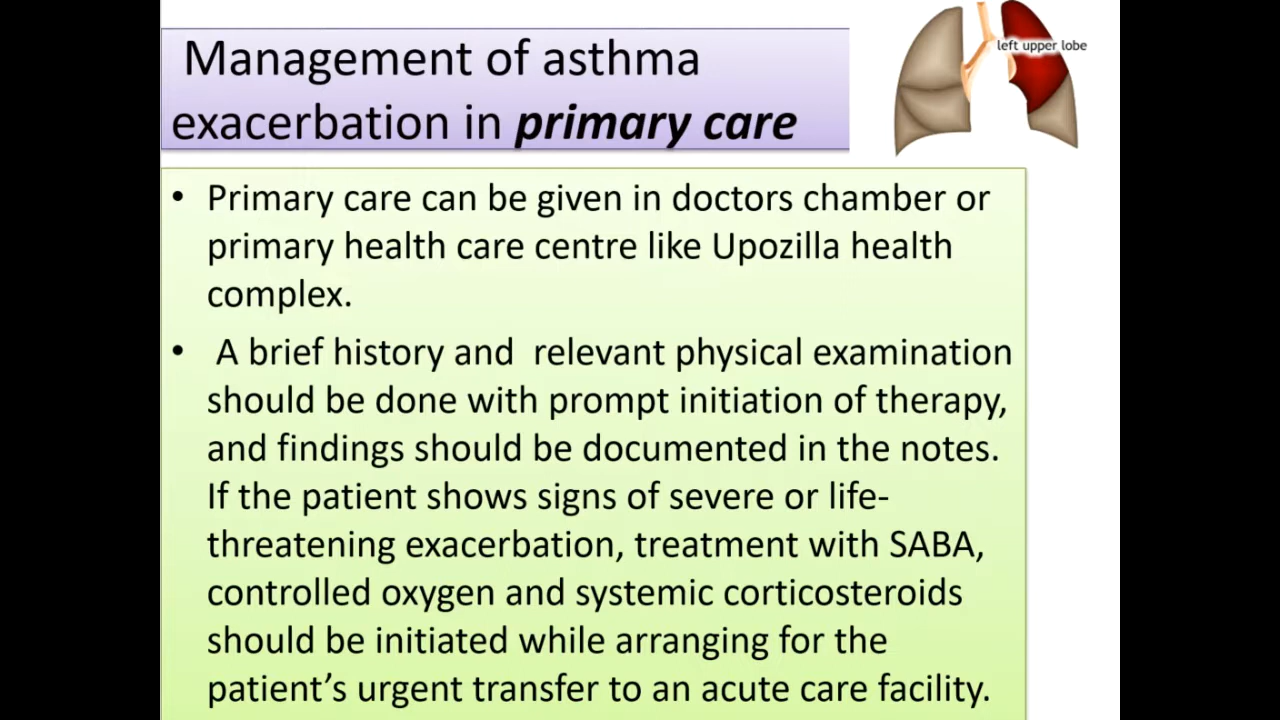 Management of asthma
exacerbation in primary care
left upper lobe
• Primary care can be given in doctors chamber or
primary health care centre like Upozilla health
complex.
• A brief history and relevant physical examination
should be done with prompt initiation of therapy,
and findings should be documented in the notes.
If the patient shows signs of severe or life-
threatening exacerbation, treatment with SABA,
controlled oxygen and systemic corticosteroids
should be initiated while arranging for the
patient’s urgent transfer to an acute care facility.